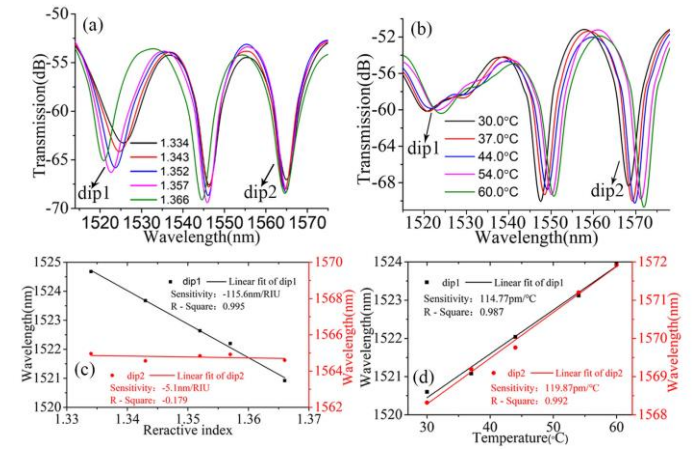 (a)
-50
-55
-60
-65
-70
Transmission(dB)
1.334
1.343
1.352
1.357
1.366
dip1
dip2
1520 1530 1540 1550 1560 1570
Wavelength(nm)
(b)
-52
-56
-60
-64
-68
Transmission(dB)
dip1
30.0°C
37.0°C
44.0°C
54.0°C
60.0°C
dip2
1520 1530 1540 1550 1560 1570
Wavelength(nm)
1525
1524
1523
1522
1521
1520
Wavelength(nm)
dip1 Linear fit of dip1
Sensitivity: -115.6nm/RIU
R - Square: 0.995
(c)
dip2 Linear fit of dip2
Sensitivity: -5.1nm/RIU
R - Square: -0.179
1570
1568
1565
1564
1562
Wavelength(nm)
1.33 1.34 1.35 1.36 1.37
Reractive index
1524
1523
1522
1521
1520
Wavelength(nm)
dip1 Linear fit of dip1
Sensitivity: 114.77pm/°C
R - Square: 0.987
(d)
dip2 Linear fit of dip2
Sensitivity: 119.87pm/°C
R - Square: 0.992
1572
1571
1570
1569
1568
Wavelength(nm)
30 40 50 60
Temperature(°C)